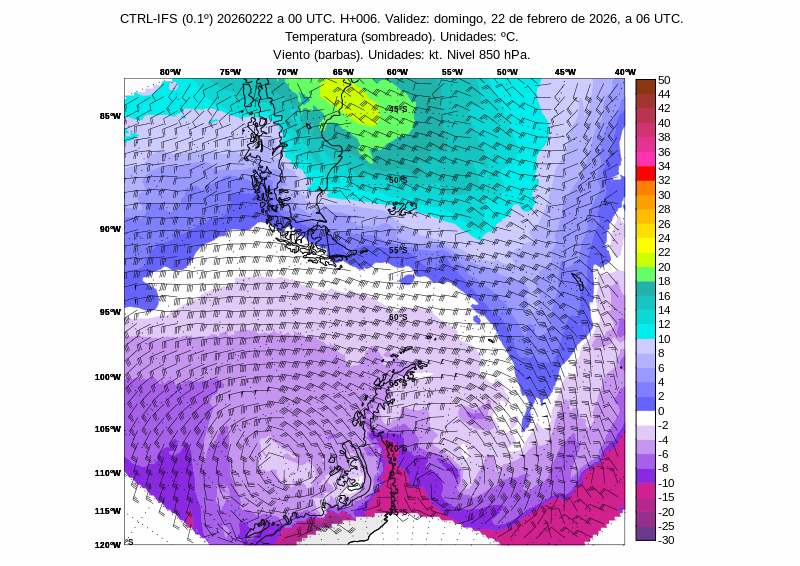 CTRL-IFS (0.1º) 20260222 a 00 UTC. H+006. Validez: domingo, 22 de febrero de 2026, a 06 UTC.
Temperatura (sombreado). Unidades: ºC.
Viento (barbas). Unidades: kt. Nivel 850 hPa.
80°W 75°W 70°W 65°W 60°W 55°W 50°W 45°W 40°W
85°W
90°W
95°W
100°W
105°W
110°W
115°W
120°W
45°S
50°S
55°S
60°S
65°S
70°S
75°S
°S
50
44
42
40
38
36
34
32
30
28
26
24
22
20
18
16
14
12
10
8
6
4
2
0
-2
-4
-6
-8
-10
-15
-20
-25
-30